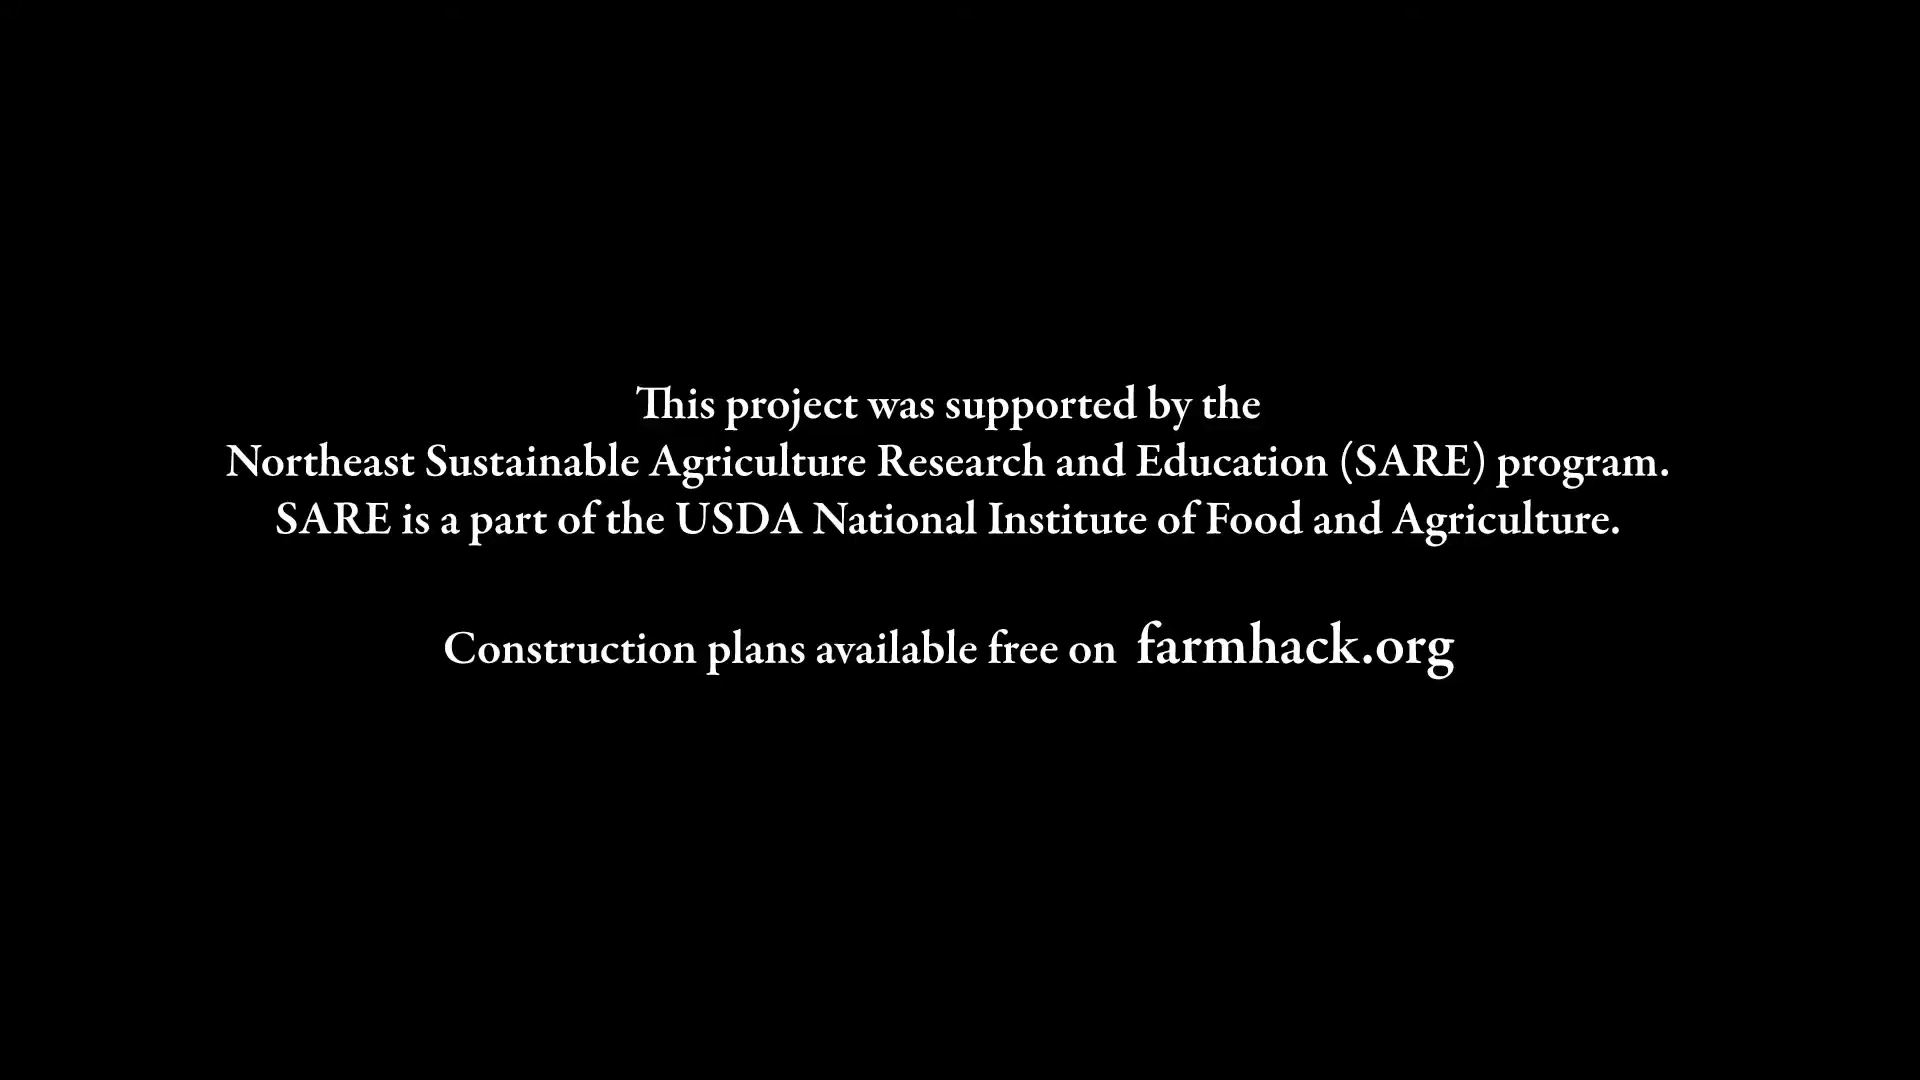 This project was supported by the
Northeast Sustainable Agriculture Research and Education (SARE) program.
SARE is a part of the USDA National Institute of Food and Agriculture.
Construction plans available free on farmhack.org